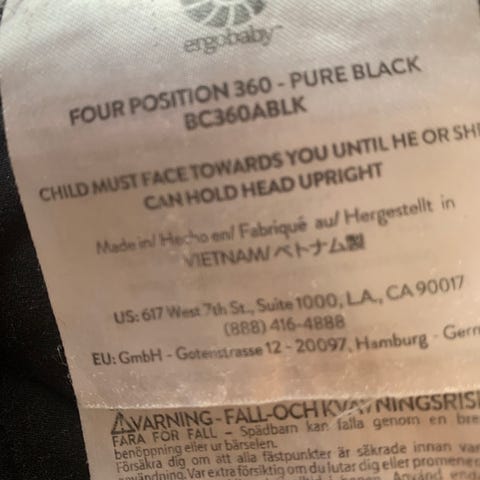 ergobaby
FOUR POSITION 360 - PURE BLACK
BC360ABLK
CHILD MUST FACE TOWARDS YOU UNTIL HE OR SHE
CAN HOLD HEAD UPRIGHT
Made in/ Hecho en/ Fabriqué au/ Hergestellt in
VIETNAM/ ベトナム製
US: 617 West 7th St., Suite 1000, L.A., CA 90017
(888) 416-4888
EU: GmbH - Gotenstrasse 12 - 20097, Hamburg - Germ
VARNING - FALL- OCH KVÄVNINGSRIS
FARA FÖR FALL – Spädbarn kan falla genom en bre
benöppning eller ur bärselen.
Försäkra dig om att alla fästpunkter är säkrade innan var
användning. Var extra försiktig om du lutar dig eller promene